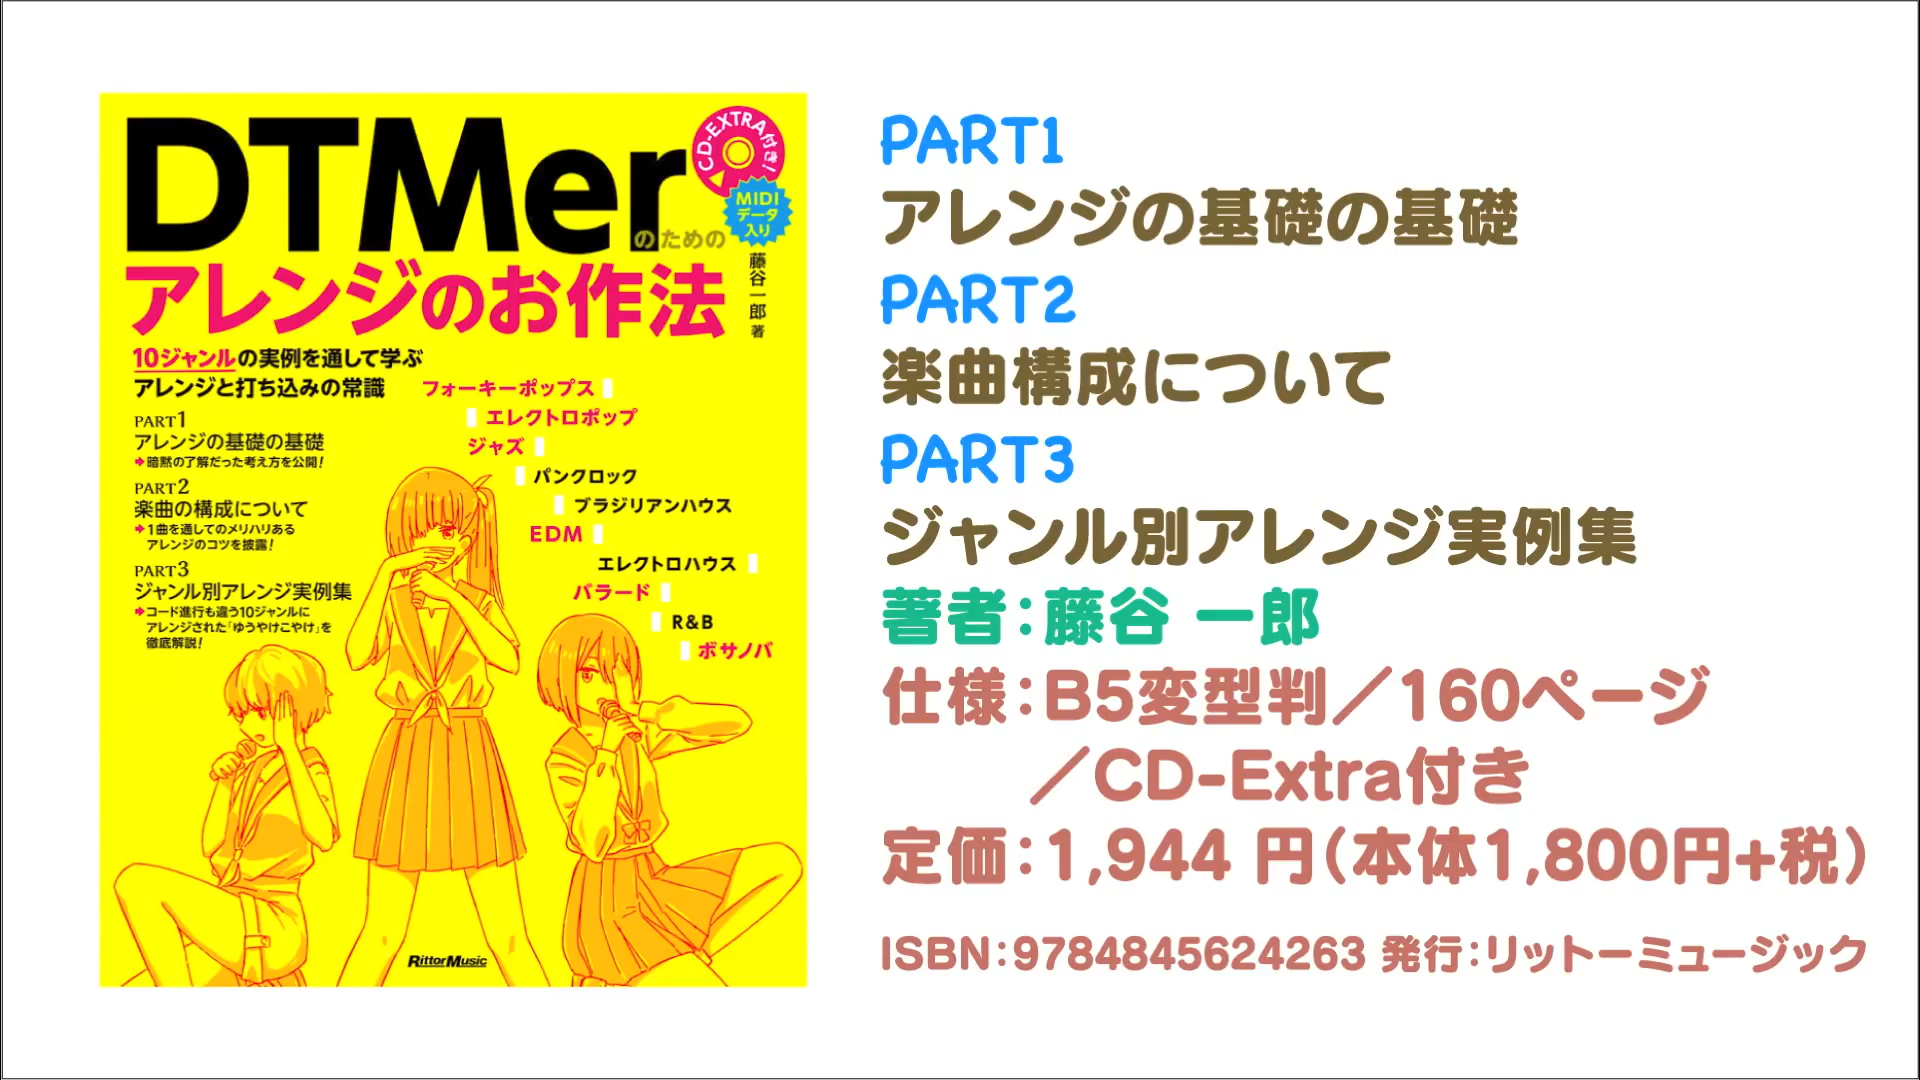 DTMerのための
アレンジのお作法
CD-EXTRA付き!
MIDI
データ
入り
藤谷一郎 著
10ジャンルの実例を通して学ぶ
アレンジと打ち込みの常識
PART1
アレンジの基礎の基礎
➔暗黙の了解だった考え方を公開!
PART2
楽曲の構成について
➔1曲を通してのメリハリある
アレンジのコツを披露!
PART3
ジャンル別アレンジ実例集
➔コード進行も違う10ジャンルに
アレンジされた「ゆうやけこやけ」を
徹底解説!
フォーキーポップス
エレクトロポップ
ジャズ
パンクロック
ブラジリアンハウス
EDM
エレクトロハウス
バラード
R&B
ボサノバ
RittorMusic
PART1
アレンジの基礎の基礎
PART2
楽曲構成について
PART3
ジャンル別アレンジ実例集
著者:藤谷 一郎
仕様:B5変型判/160ページ
/CD-Extra付き
定価:1,944 円(本体1,800円+税)
ISBN:9784845624263 発行:リットーミュージック